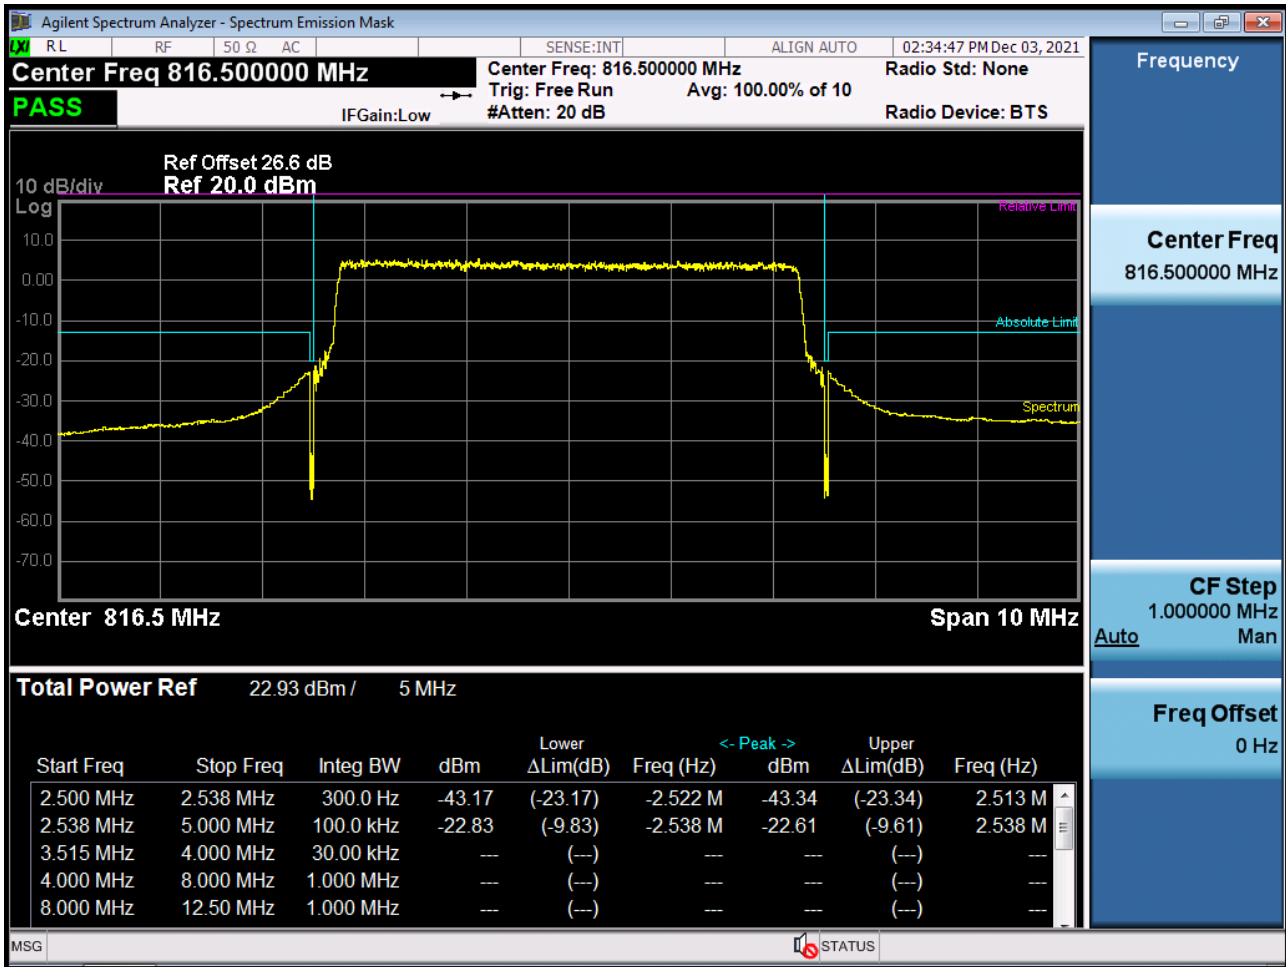 Agilent Spectrum Analyzer - Spectrum Emission Mask
LXI RL RF 50 Ω AC SENSE:INT ALIGN AUTO 02:34:47 PM Dec 03, 2021
Center Freq 816.500000 MHz Center Freq: 816.500000 MHz Radio Std: None
Trig: Free Run Avg: 100.00% of 10
PASS IFGain:Low #Atten: 20 dB Radio Device: BTS
Ref Offset 26.6 dB
10 dB/div Ref 20.0 dBm
Log
Relative Limit
10.0
0.00
-10.0
Absolute Limit
-20.0
-30.0
Spectrum
-40.0
-50.0
-60.0
-70.0
Center 816.5 MHz Span 10 MHz
Total Power Ref 22.93 dBm / 5 MHz
Lower <- Peak -> Upper
Start Freq Stop Freq Integ BW dBm ΔLim(dB) Freq (Hz) dBm ΔLim(dB) Freq (Hz)
2.500 MHz 2.538 MHz 300.0 Hz -43.17 (-23.17) -2.522 M -43.34 (-23.34) 2.513 M
2.538 MHz 5.000 MHz 100.0 kHz -22.83 (-9.83) -2.538 M -22.61 (-9.61) 2.538 M
3.515 MHz 4.000 MHz 30.00 kHz --- (---) --- --- (---) ---
4.000 MHz 8.000 MHz 1.000 MHz --- (---) --- --- (---) ---
8.000 MHz 12.50 MHz 1.000 MHz --- (---) --- --- (---) ---
MSG STATUS
Frequency
Center Freq
816.500000 MHz
CF Step
1.000000 MHz
Auto Man
Freq Offset
0 Hz